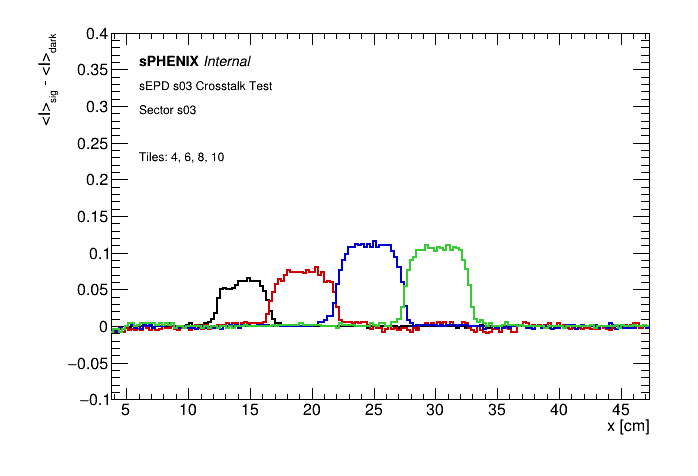 <I>sig - <I>dark
0.4
0.35
0.3
0.25
0.2
0.15
0.1
0.05
0
−0.05
−0.1
sPHENIX Internal
sEPD s03 Crosstalk Test
Sector s03
Tiles: 4, 6, 8, 10
5 10 15 20 25 30 35 40 45
x [cm]